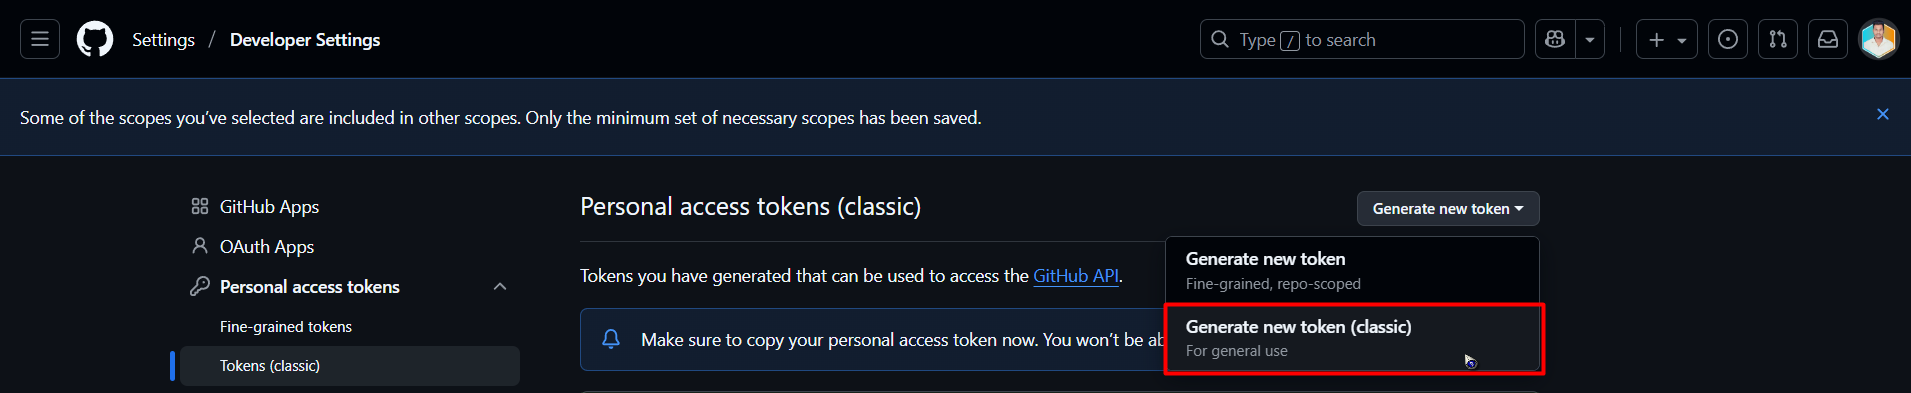 Settings / Developer Settings
Type / to search
Some of the scopes you've selected are included in other scopes. Only the minimum set of necessary scopes has been saved.
GitHub Apps
OAuth Apps
Personal access tokens
Fine-grained tokens
Tokens (classic)
Personal access tokens (classic)
Generate new token
Generate new token
Fine-grained, repo-scoped
Generate new token (classic)
For general use
Tokens you have generated that can be used to access the GitHub API.
Make sure to copy your personal access token now. You won't be